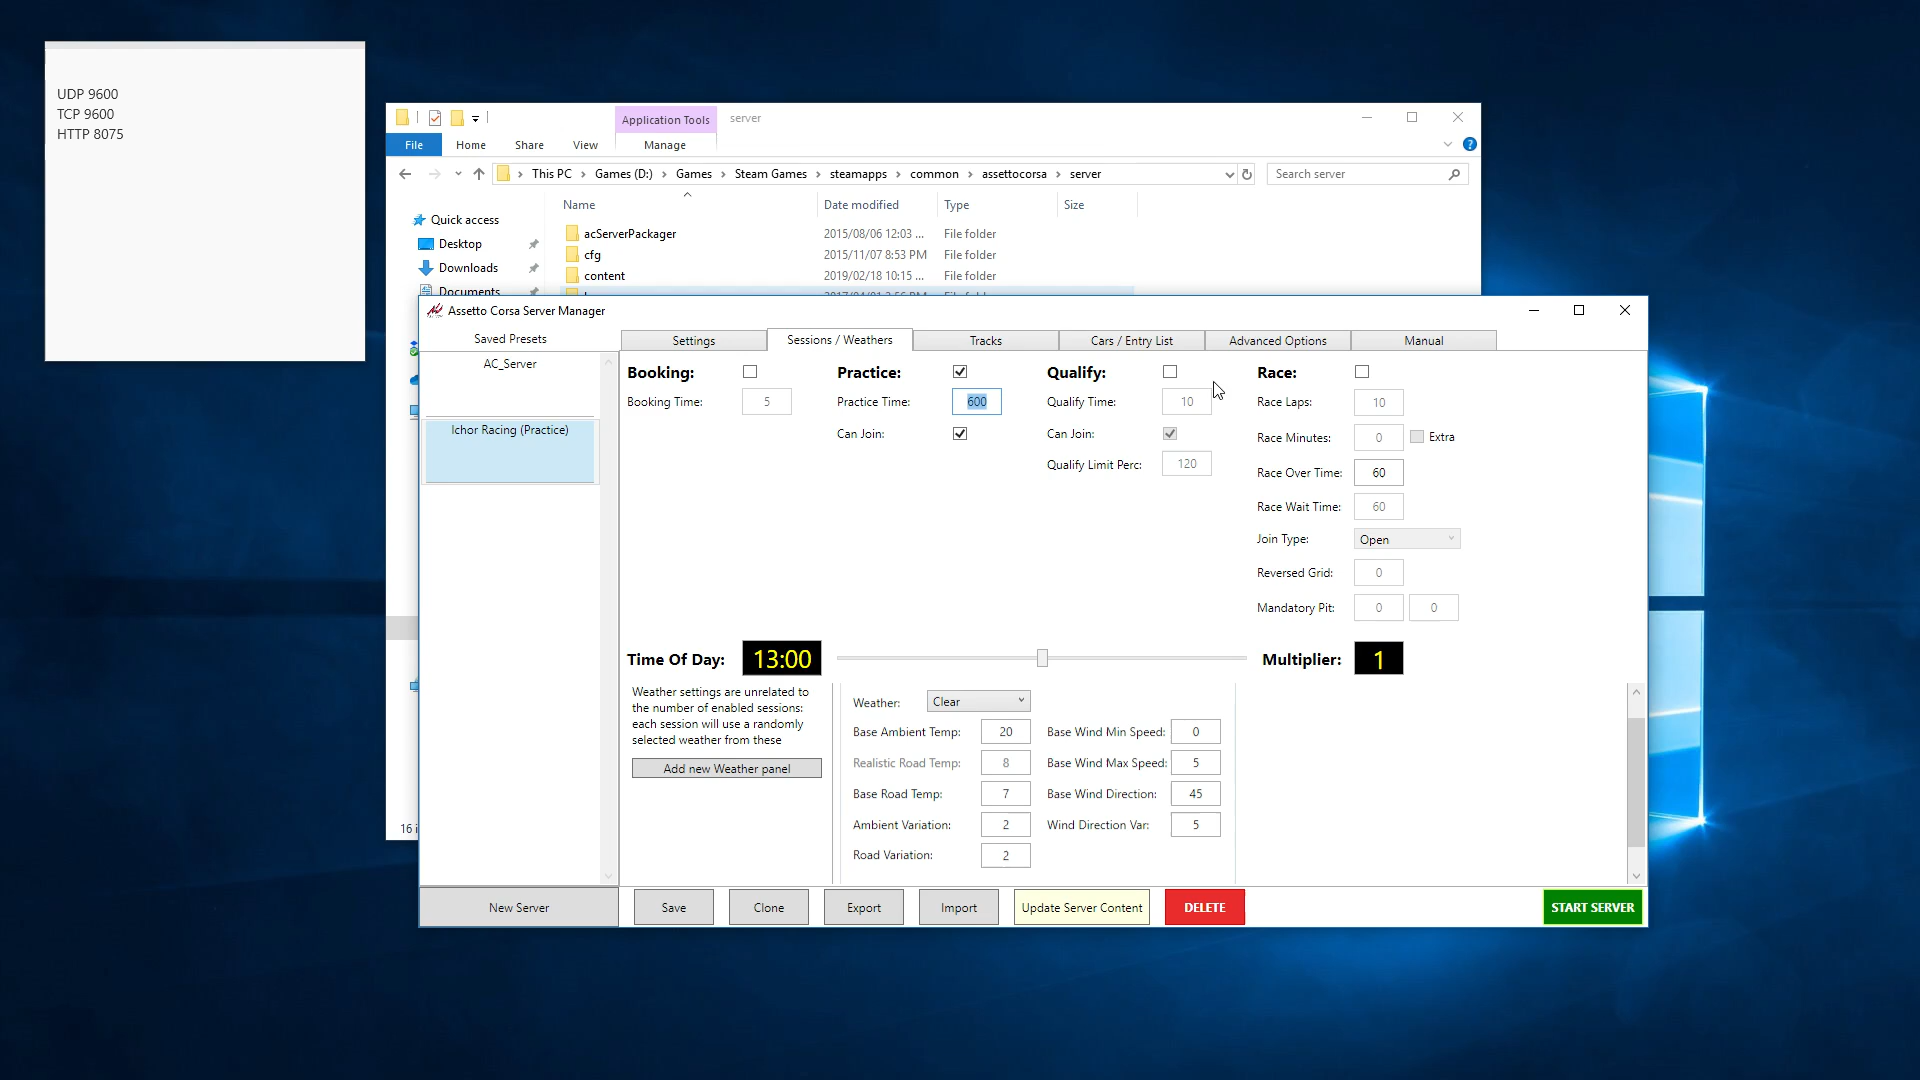 UDP 9600
TCP 9600
HTTP 8075
Application Tools
server
File
Home
Share
View
Manage
This PC
Games (D:)
Games
Steam Games
steamapps
common
assettocorsa
server
Search server
Name
Date modified
Type
Size
Quick access
Desktop
Downloads
Documents
acServerPackager
2015/08/06 12:03 ...
File folder
cfg
2015/11/07 8:53 PM
File folder
content
2019/02/18 10:15 ...
File folder
16 i
Assetto Corsa Server Manager
Saved Presets
AC_Server
Ichor Racing (Practice)
Settings
Sessions / Weathers
Tracks
Cars / Entry List
Advanced Options
Manual
Booking:
Booking Time:
5
Practice:
Practice Time:
600
Can Join:
Qualify:
Qualify Time:
10
Can Join:
Qualify Limit Perc:
120
Race:
Race Laps:
10
Race Minutes:
0
Extra
Race Over Time:
60
Race Wait Time:
60
Join Type:
Open
Reversed Grid:
0
Mandatory Pit:
0
0
Time Of Day:
13:00
Multiplier:
1
Weather settings are unrelated to
the number of enabled sessions:
each session will use a randomly
selected weather from these
Add new Weather panel
Weather:
Clear
Base Ambient Temp:
20
Realistic Road Temp:
8
Base Road Temp:
7
Ambient Variation:
2
Road Variation:
2
Base Wind Min Speed:
0
Base Wind Max Speed:
5
Base Wind Direction:
45
Wind Direction Var:
5
New Server
Save
Clone
Export
Import
Update Server Content
DELETE
START SERVER